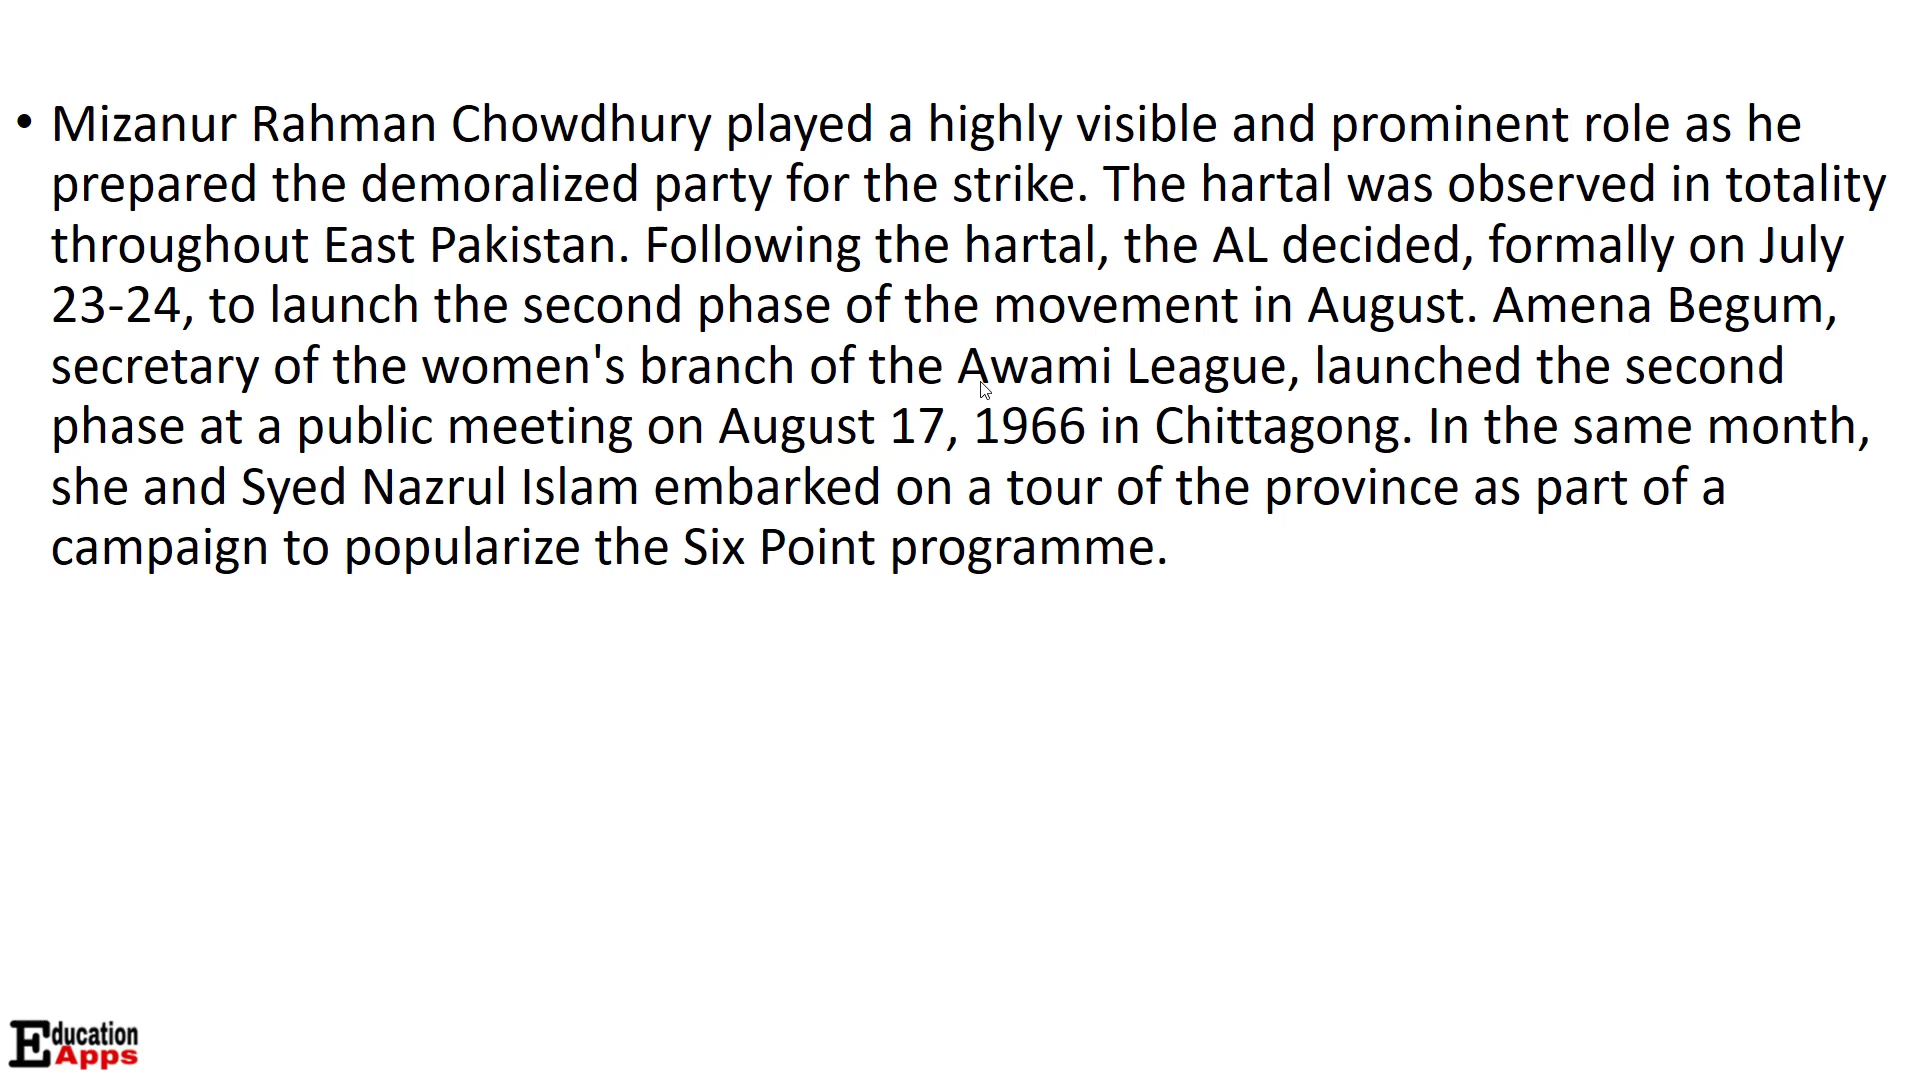 • Mizanur Rahman Chowdhury played a highly visible and prominent role as he
prepared the demoralized party for the strike. The hartal was observed in totality
throughout East Pakistan. Following the hartal, the AL decided, formally on July
23-24, to launch the second phase of the movement in August. Amena Begum,
secretary of the women's branch of the Awami League, launched the second
phase at a public meeting on August 17, 1966 in Chittagong. In the same month,
she and Syed Nazrul Islam embarked on a tour of the province as part of a
campaign to popularize the Six Point programme.
Education
Apps